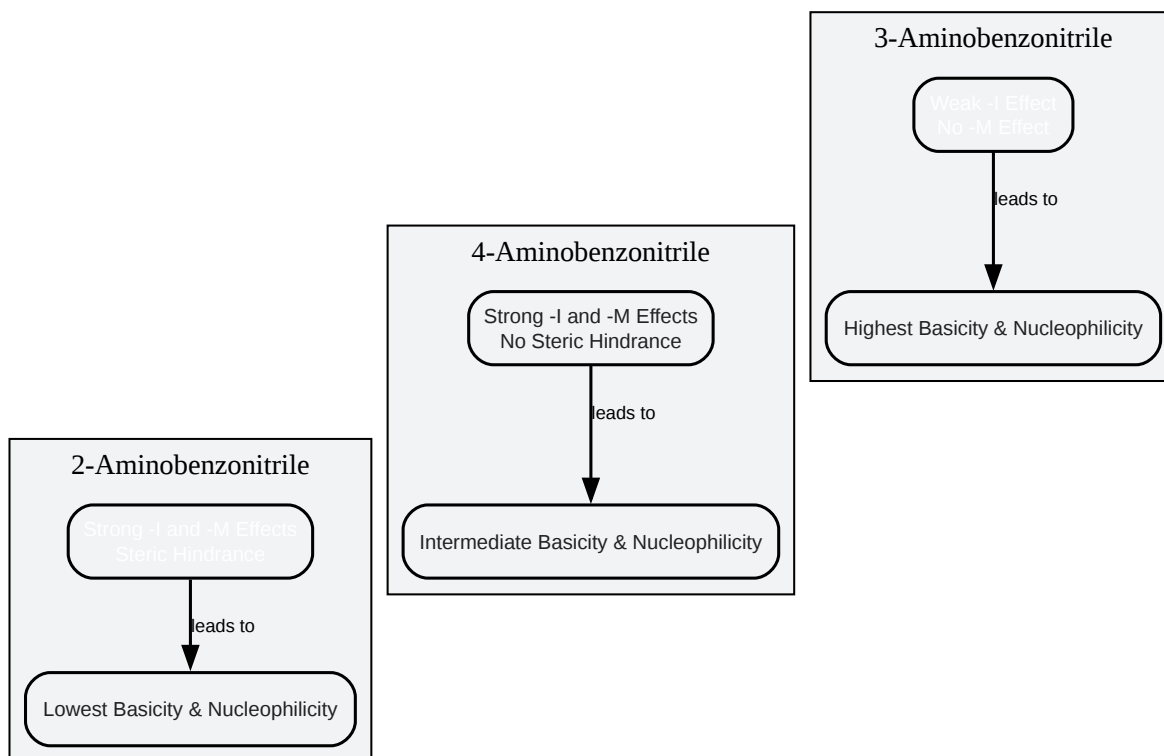 3-Aminobenzonitrile
Weak -I Effect
No -M Effect
leads to
Highest Basicity & Nucleophilicity
4-Aminobenzonitrile
Strong -I and -M Effects
No Steric Hindrance
leads to
Intermediate Basicity & Nucleophilicity
2-Aminobenzonitrile
Strong -I and -M Effects
Steric Hindrance
leads to
Lowest Basicity & Nucleophilicity